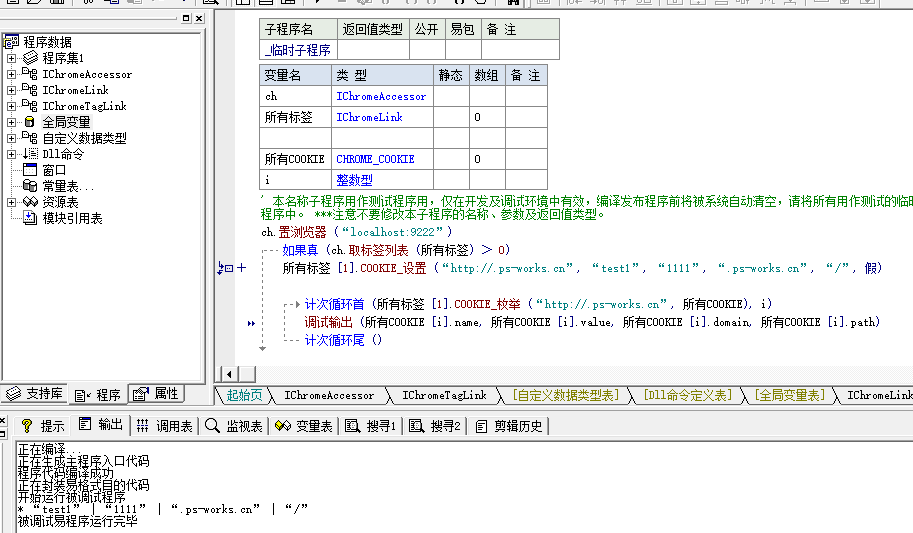 程序数据
程序集1
IChromeAccessor
IChromeLink
IChromeTagLink
全局变量
自定义数据类型
Dll命令
窗口
常量表...
资源表
模块引用表
支持库 程序 属性
子程序名 返回值类型 公开 易包 备 注
_临时子程序
变量名 类 型 静态 数组 备 注
ch IChromeAccessor
所有标签 IChromeLink 0
所有COOKIE CHROME_COOKIE 0
i 整数型
' 本名称子程序用作测试程序用，仅在开发及调试环境中有效，编译发布程序前将被系统自动清空，请将所有用作测试的临
程序中。 ***注意不要修改本子程序的名称、参数及返回值类型。
ch.置浏览器 (“localhost:9222”)
如果真 (ch.取标签列表 (所有标签) ＞ 0)
所有标签 [1].COOKIE_设置 (“http://.ps-works.cn”, “test1”, “1111”, “.ps-works.cn”, “/”, 假)
计次循环首 (所有标签 [1].COOKIE_枚举 (“http://.ps-works.cn”, 所有COOKIE), i)
调试输出 (所有COOKIE [i].name, 所有COOKIE [i].value, 所有COOKIE [i].domain, 所有COOKIE [i].path)
计次循环尾 ()
起始页 IChromeAccessor IChromeTagLink [自定义数据类型表] [Dll命令定义表] [全局变量表] IChromeLink
提示 输出 调用表 监视表 变量表 搜寻1 搜寻2 剪辑历史
正在编译...
正在生成主程序入口代码
程序代码编译成功
正在封装易格式目的代码
开始运行被调试程序
* “test1” | “1111” | “.ps-works.cn” | “/”
被调试易程序运行完毕